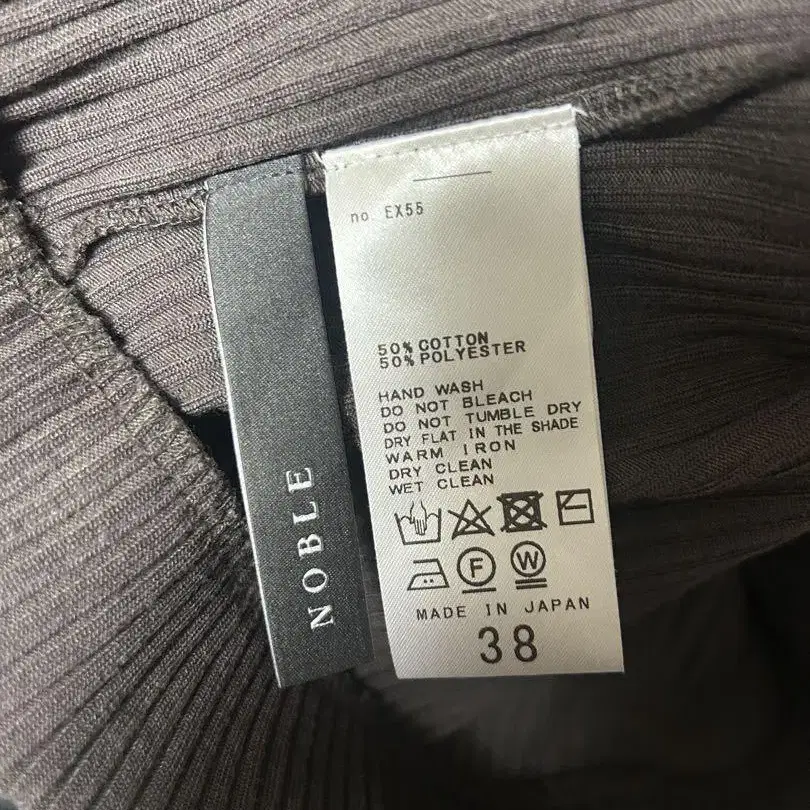 NOBLE
no. EX55
50% COTTON
50% POLYESTER
HAND WASH
DO NOT BLEACH
DO NOT TUMBLE DRY
DRY FLAT IN THE SHADE
WARM IRON
DRY CLEAN
WET CLEAN
F W
MADE IN JAPAN
38